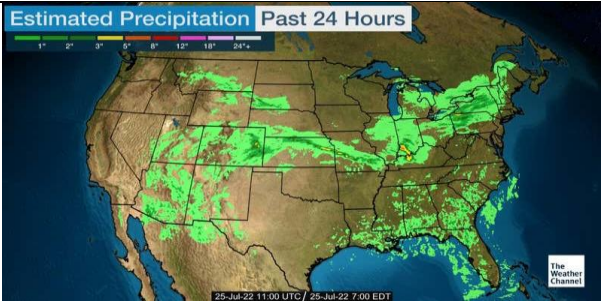 Estimated Precipitation Past 24 Hours
1" 2" 3" 5" 8" 12" 18" 24"+
The
Weather
Channel
25-Jul-22 11:00 UTC / 25-Jul-22 7:00 EDT